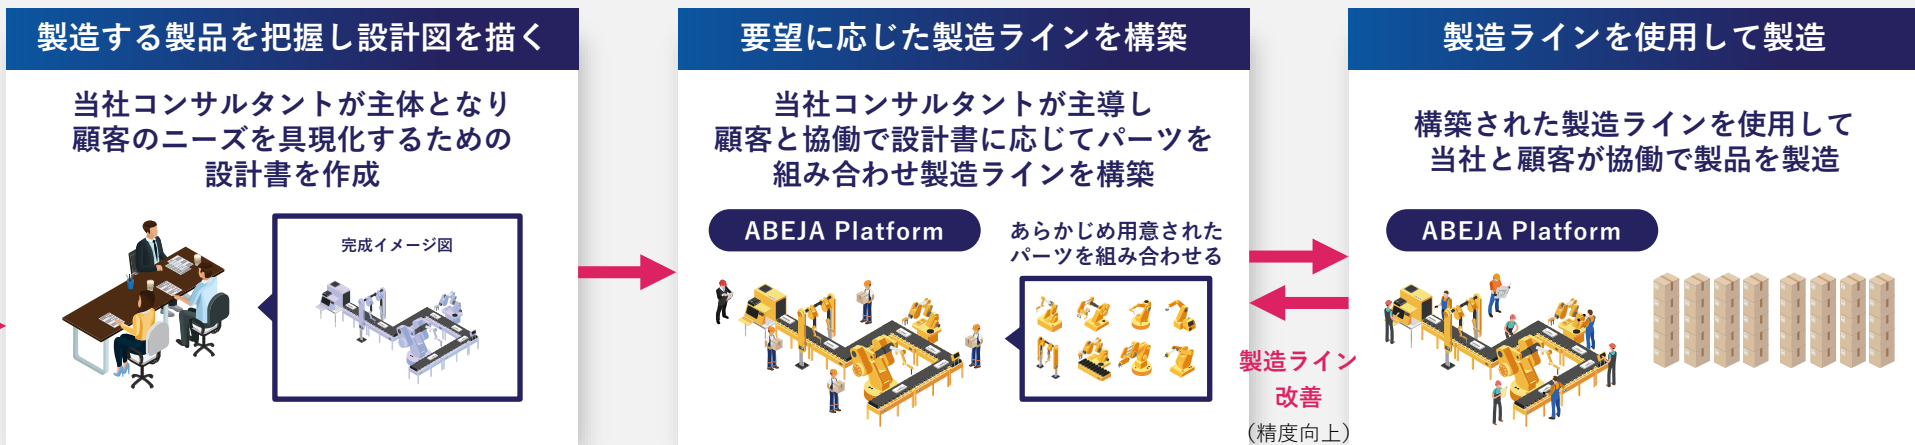 製造する製品を把握し設計図を描く
当社コンサルタントが主体となり
顧客のニーズを具現化するための
設計書を作成
完成イメージ図
要望に応じた製造ラインを構築
当社コンサルタントが主導し
顧客と協働で設計書に応じてパーツを
組み合わせ製造ラインを構築
ABEJA Platform
あらかじめ用意された
パーツを組み合わせる
製造ライン
改善
(精度向上)
製造ラインを使用して製造
構築された製造ラインを使用して
当社と顧客が協働で製品を製造
ABEJA Platform